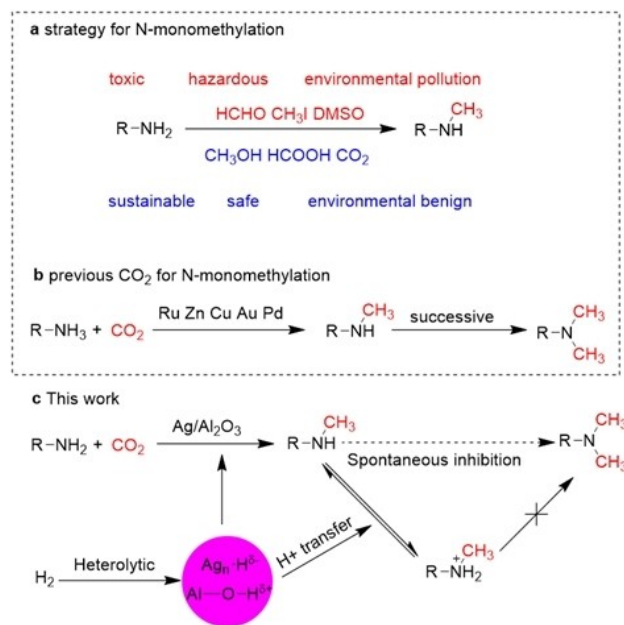 a strategy for N-monomethylation
toxic hazardous environmental pollution
CH₃
HCHO CH₃I DMSO
R−NH₂ R−NH
CH₃OH HCOOH CO₂
sustainable safe environmental benign
b previous CO₂ for N-monomethylation
CH₃ CH₃
Ru Zn Cu Au Pd successive
R−NH₃ + CO₂ R−NH R−N
CH₃
c This work
CH₃ CH₃
Ag/Al₂O₃
R−NH₂ + CO₂ R−NH R−N
Spontaneous inhibition CH₃
H+ transfer
CH₃
Heterolytic Agₙ-Hᵟ⁻ +
H₂ Al—O-Hᵟ⁺ R−NH₂